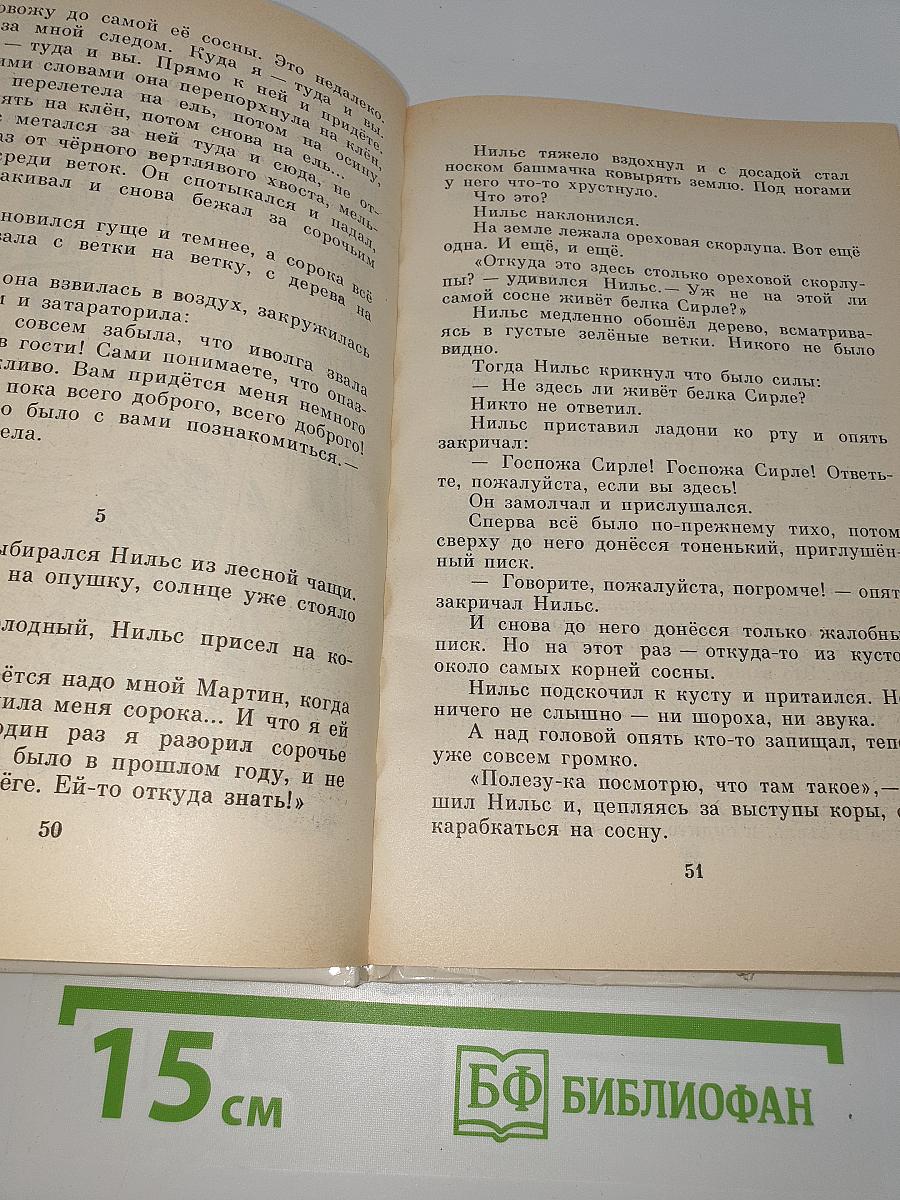 овожу до самой её сосны. Это недалеко.
за мной следом. Куда я — туда и вы.
— туда и вы. Прямо к ней и придёте.
ими словами она перепорхнула на клён,
перелетела на ель, потом на осину,
ять на клён, потом снова на ель...
с метался за ней туда и сюда, не от-
аз от чёрного вертлявого хвоста, мель-
среди веток. Он спотыкался и падал,
акивал и снова бежал за сорочьим
новился гуще и темнее, а сорока всё
вала с ветки на ветку, с дерева на
она взвилась в воздух, закружилась
м и затараторила:
совсем забыла, что иволга звала
в гости! Сами понимаете, что опаз-
жливо. Вам придётся меня немного
пока всего доброго, всего доброго!
о было с вами познакомиться.—
ела.
5
ыбирался Нильс из лесной чащи.
на опушку, солнце уже стояло
олодный, Нильс присел на ко-
ётся надо мной Мартин, когда
чила меня сорока... И что я ей
один раз я разорил сорочье
было в прошлом году, и не
ёге. Ей-то откуда знать!»
50
Нильс тяжело вздохнул и с досадой стал
носком башмачка ковырять землю. Под ногами
у него что-то хрустнуло.
Что это?
Нильс наклонился.
На земле лежала ореховая скорлупа. Вот ещё
одна. И ещё, и ещё.
«Откуда это здесь столько ореховой скорлу-
пы? — удивился Нильс.— Уж не на этой ли
самой сосне живёт белка Сирле?»
Нильс медленно обошёл дерево, всматрива-
ясь в густые зелёные ветки. Никого не было
видно.
Тогда Нильс крикнул что было силы:
— Не здесь ли живёт белка Сирле?
Никто не ответил.
Нильс приставил ладони ко рту и опять
закричал:
— Госпожа Сирле! Госпожа Сирле! Ответь-
те, пожалуйста, если вы здесь!
Он замолчал и прислушался.
Сперва всё было по-прежнему тихо, потом
сверху до него донёсся тоненький, приглушён-
ный писк.
— Говорите, пожалуйста, погромче! — опят
закричал Нильс.
И снова до него донёсся только жалобны
писк. Но на этот раз — откуда-то из кусто
около самых корней сосны.
Нильс подскочил к кусту и притаился. Н
ничего не слышно — ни шороха, ни звука.
А над головой опять кто-то запищал, тепе
уже совсем громко.
«Полезу-ка посмотрю, что там такое»,—
шил Нильс и, цепляясь за выступы коры, с
карабкаться на сосну.
51
15 см
БФ БИБЛИОФАН